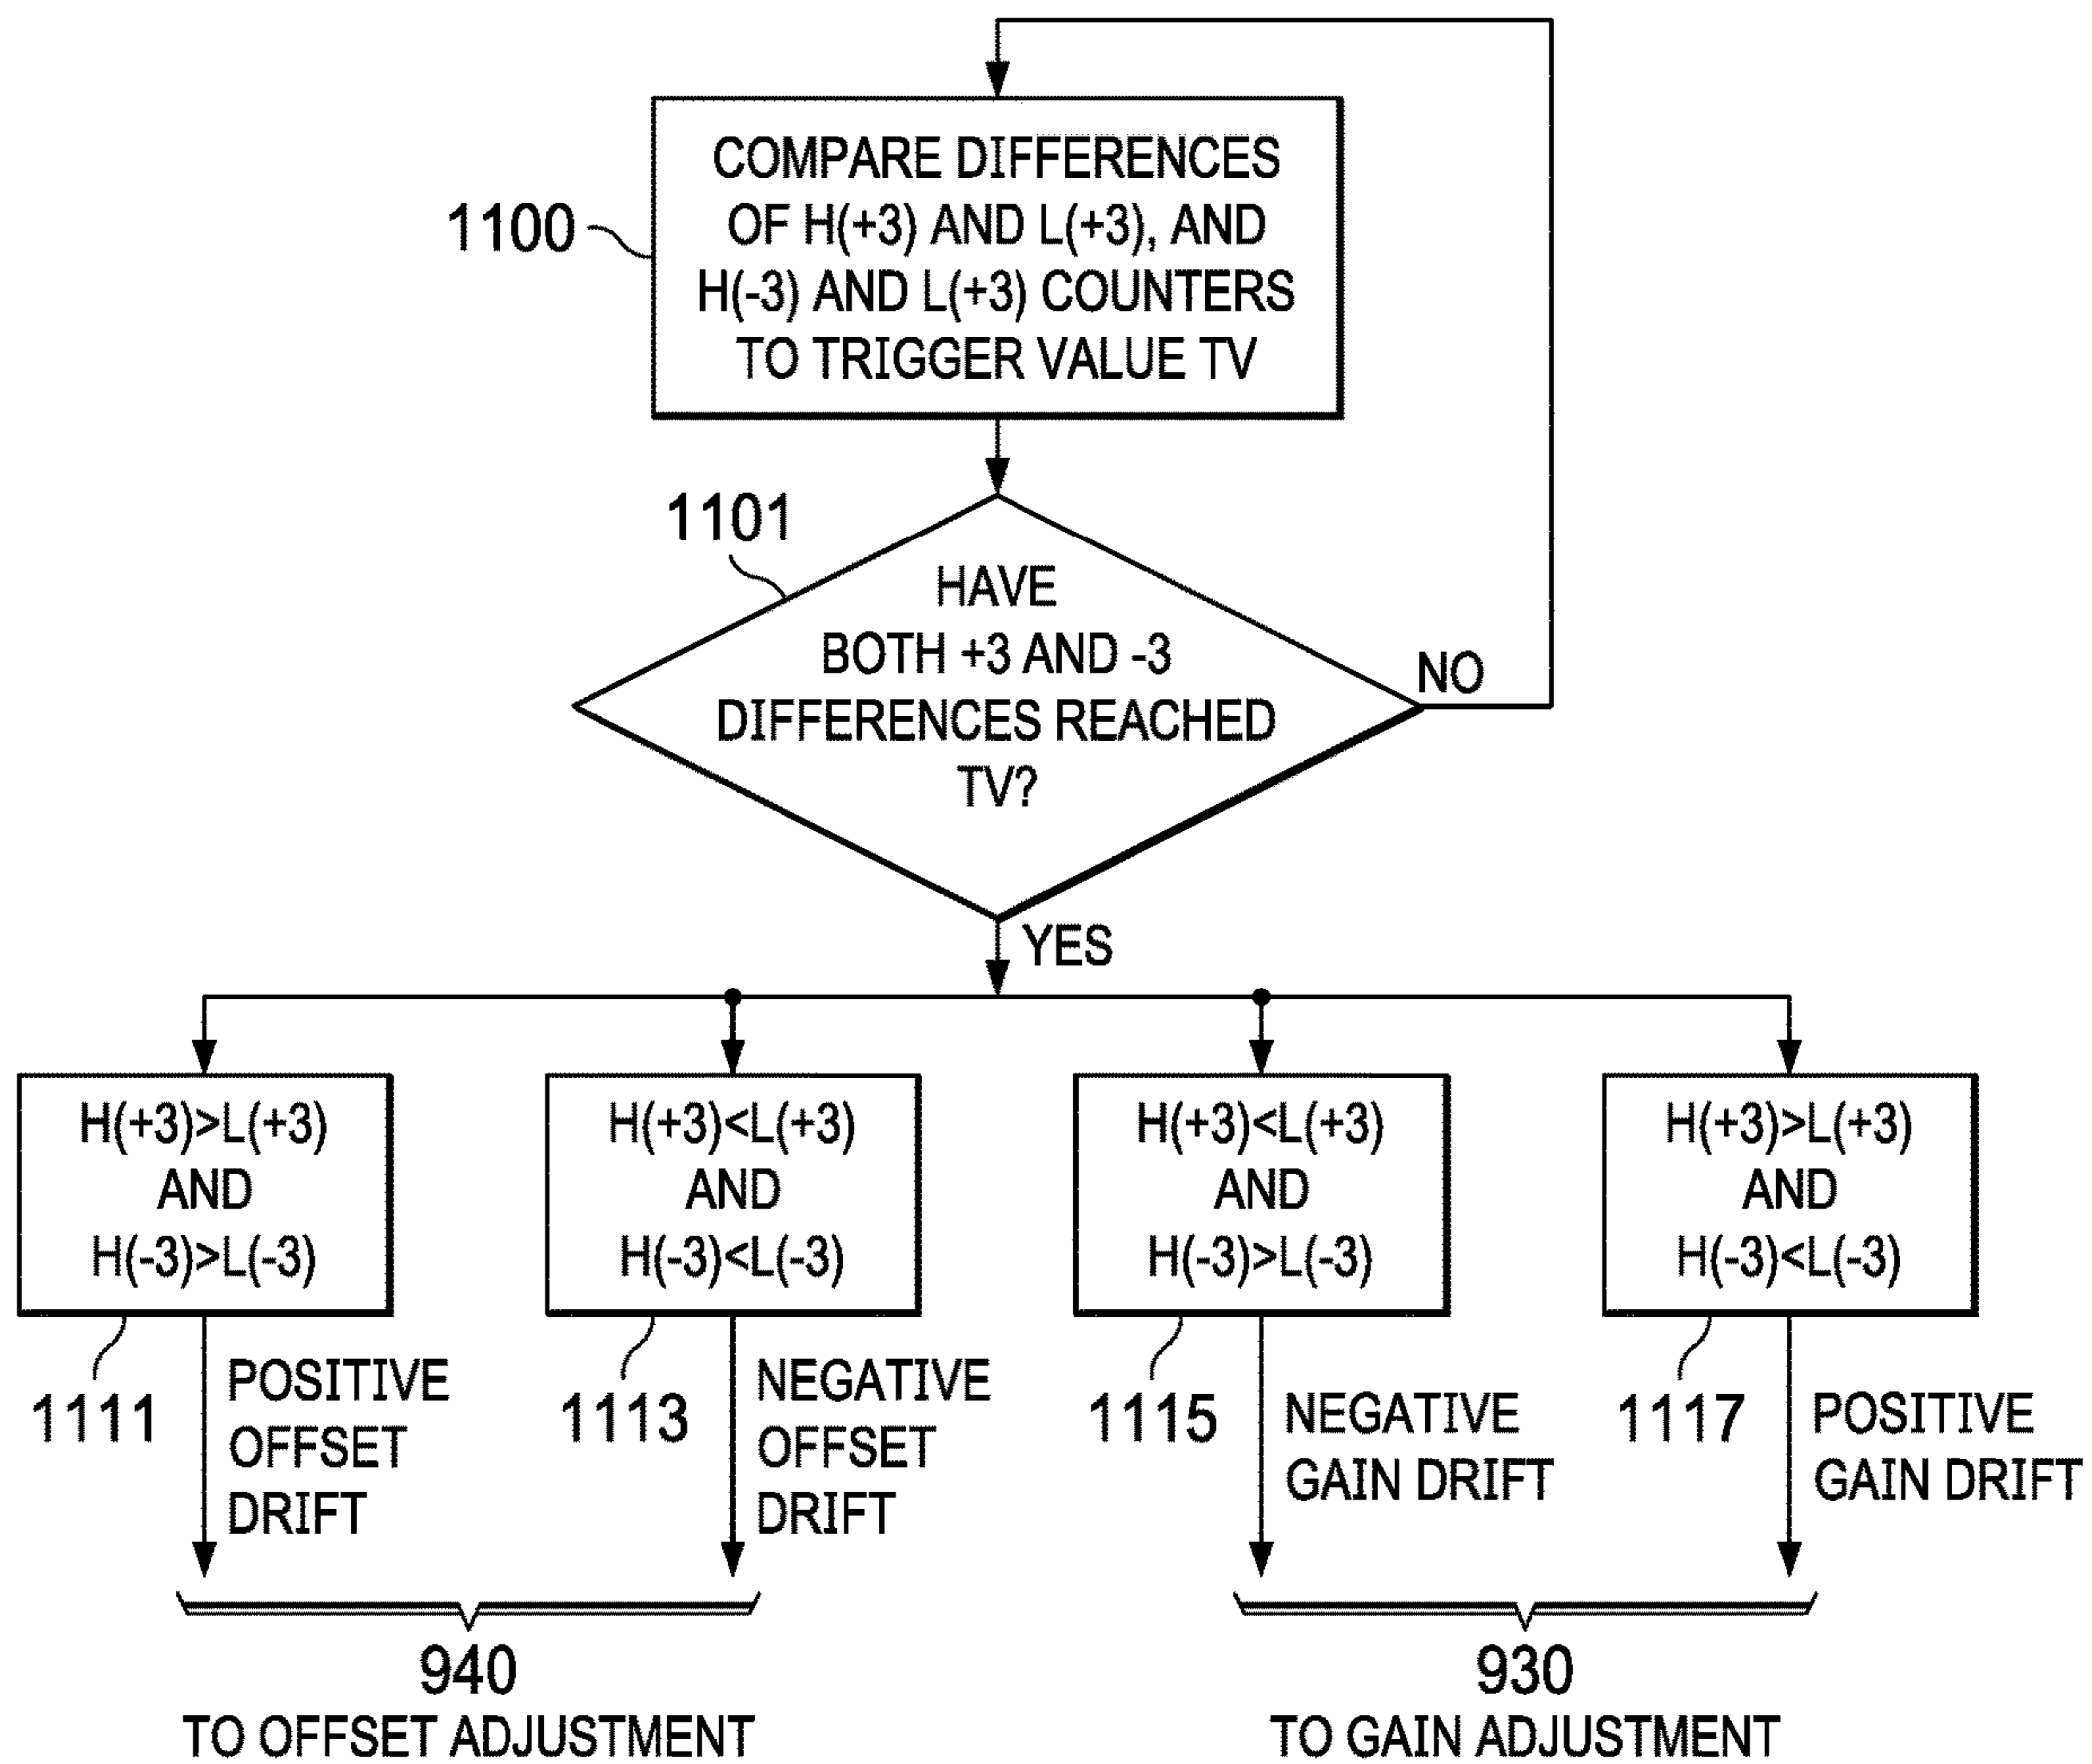 COMPARE DIFFERENCES
OF H(+3) AND L(+3), AND
H(-3) AND L(+3) COUNTERS
TO TRIGGER VALUE TV
1100
1101
HAVE
BOTH +3 AND -3
DIFFERENCES REACHED
TV?
NO
YES
H(+3)>L(+3)
AND
H(-3)>L(-3)
H(+3)<L(+3)
AND
H(-3)<L(-3)
H(+3)<L(+3)
AND
H(-3)>L(-3)
H(+3)>L(+3)
AND
H(-3)<L(-3)
1111
POSITIVE
OFFSET
DRIFT
1113
NEGATIVE
OFFSET
DRIFT
1115
NEGATIVE
GAIN DRIFT
1117
POSITIVE
GAIN DRIFT
940
TO OFFSET ADJUSTMENT
930
TO GAIN ADJUSTMENT